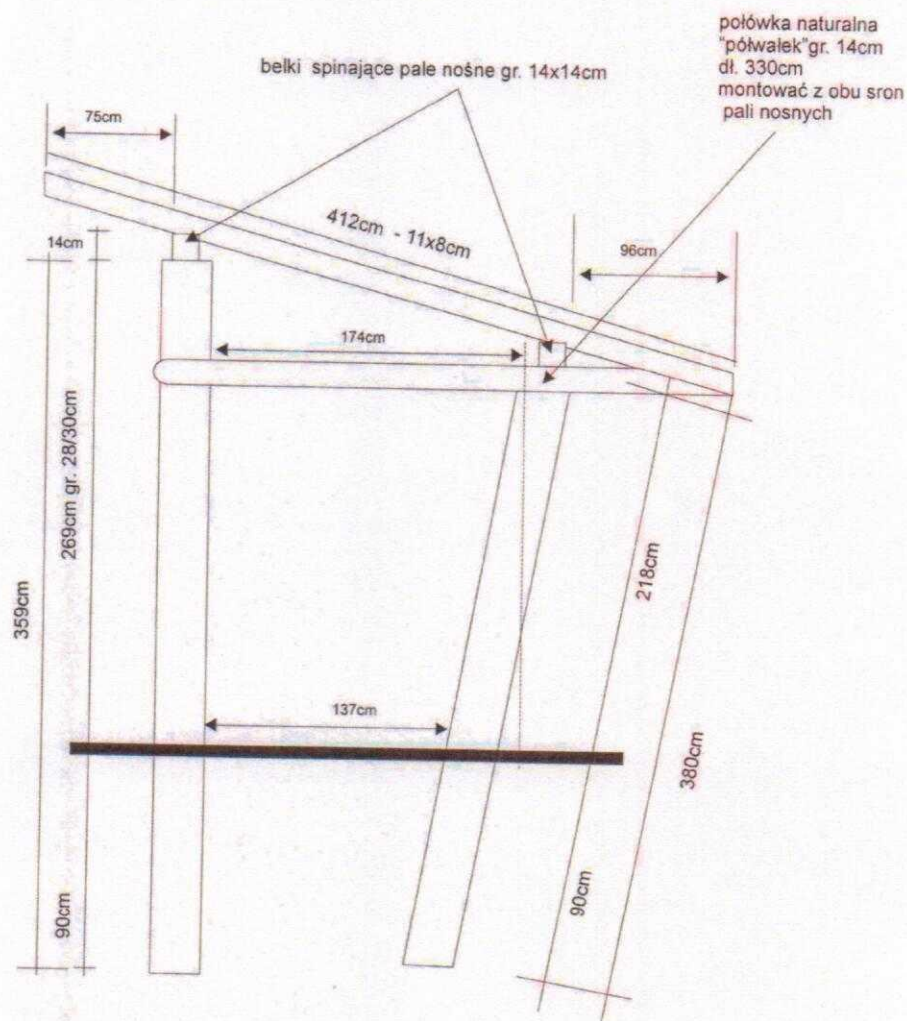 połówka naturalna
"półwałek"gr. 14cm
dł. 330cm
montować z obu sron
pali nosnych
belki spinające pale nośne gr. 14x14cm
75cm
412cm - 11x8cm
14cm
96cm
174cm
269cm gr. 28/30cm
218cm
359cm
137cm
380cm
90cm
90cm